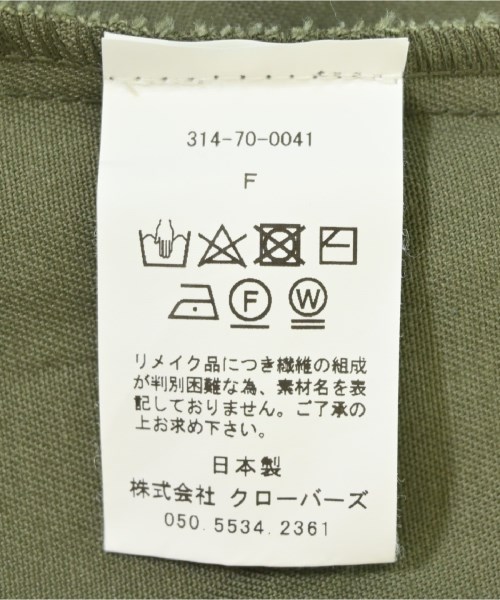 314-70-0041
F
F
W
リメイク品につき繊維の組成
が判別困難な為、素材名を表
記しておりません。ご了承の
上お求め下さい。
日本製
株式会社 クローバーズ
050.5534.2361